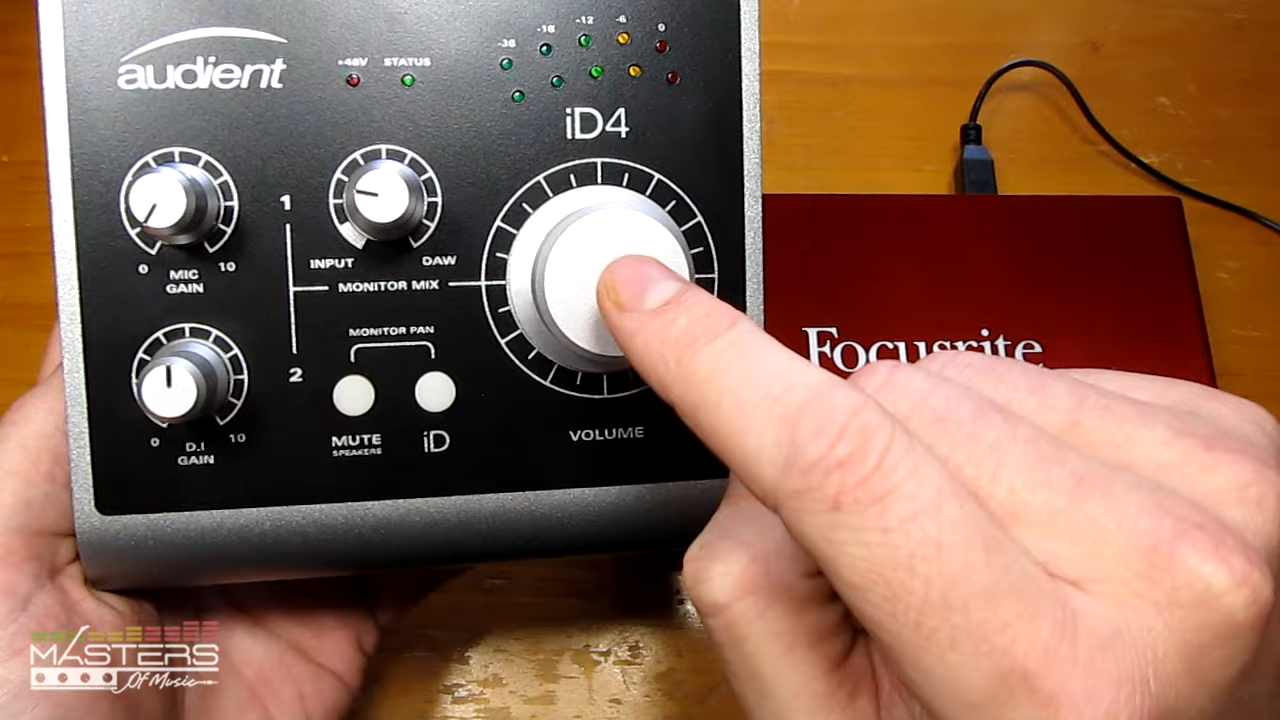 audient
+48V STATUS
-36 -18 -12 -6 0
iD4
0 10
MIC
GAIN
1
INPUT DAW
MONITOR MIX
MONITOR PAN
2
0 10
D.I
GAIN
MUTE
SPEAKERS
iD
VOLUME
Focusrite
MASTERS
Of Music